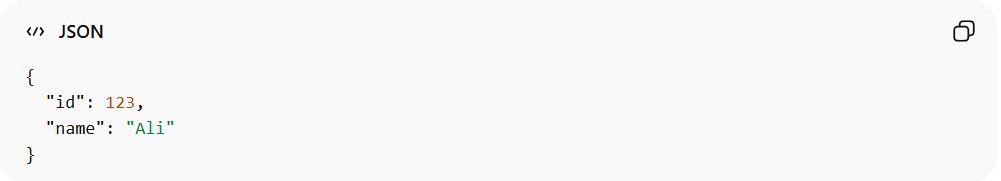 JSON
{
  "id": 123,
  "name": "Ali"
}